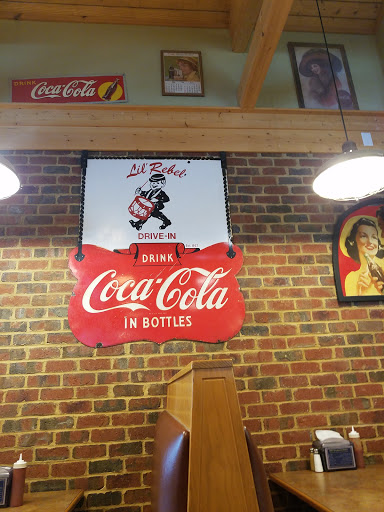 DRINK
Coca-Cola
Lil' Rebel
DRIVE-IN
DRINK
Coca-Cola
IN BOTTLES